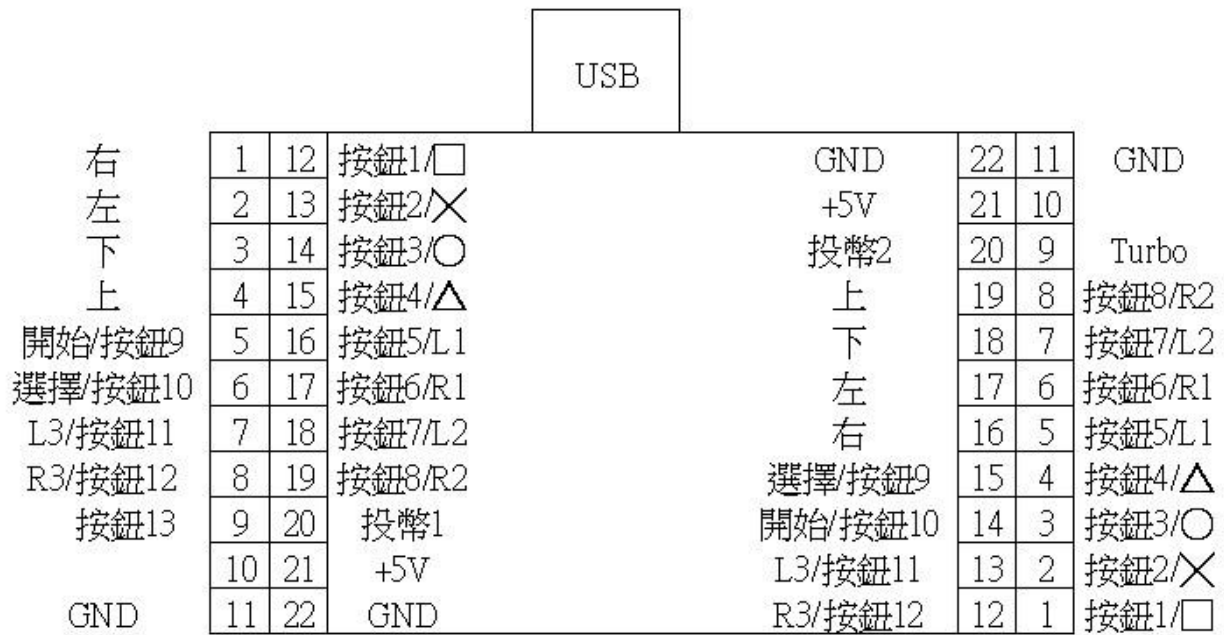 USB
右 1 12 按鈕1/□ GND 22 11 GND
左 2 13 按鈕2/✕ +5V 21 10
下 3 14 按鈕3/○ 投幣2 20 9 Turbo
上 4 15 按鈕4/△ 上 19 8 按鈕8/R2
開始/按鈕9 5 16 按鈕5/L1 下 18 7 按鈕7/L2
選擇/按鈕10 6 17 按鈕6/R1 左 17 6 按鈕6/R1
L3/按鈕11 7 18 按鈕7/L2 右 16 5 按鈕5/L1
R3/按鈕12 8 19 按鈕8/R2 選擇/按鈕9 15 4 按鈕4/△
按鈕13 9 20 投幣1 開始/按鈕10 14 3 按鈕3/○
10 21 +5V L3/按鈕11 13 2 按鈕2/✕
GND 11 22 GND R3/按鈕12 12 1 按鈕1/□